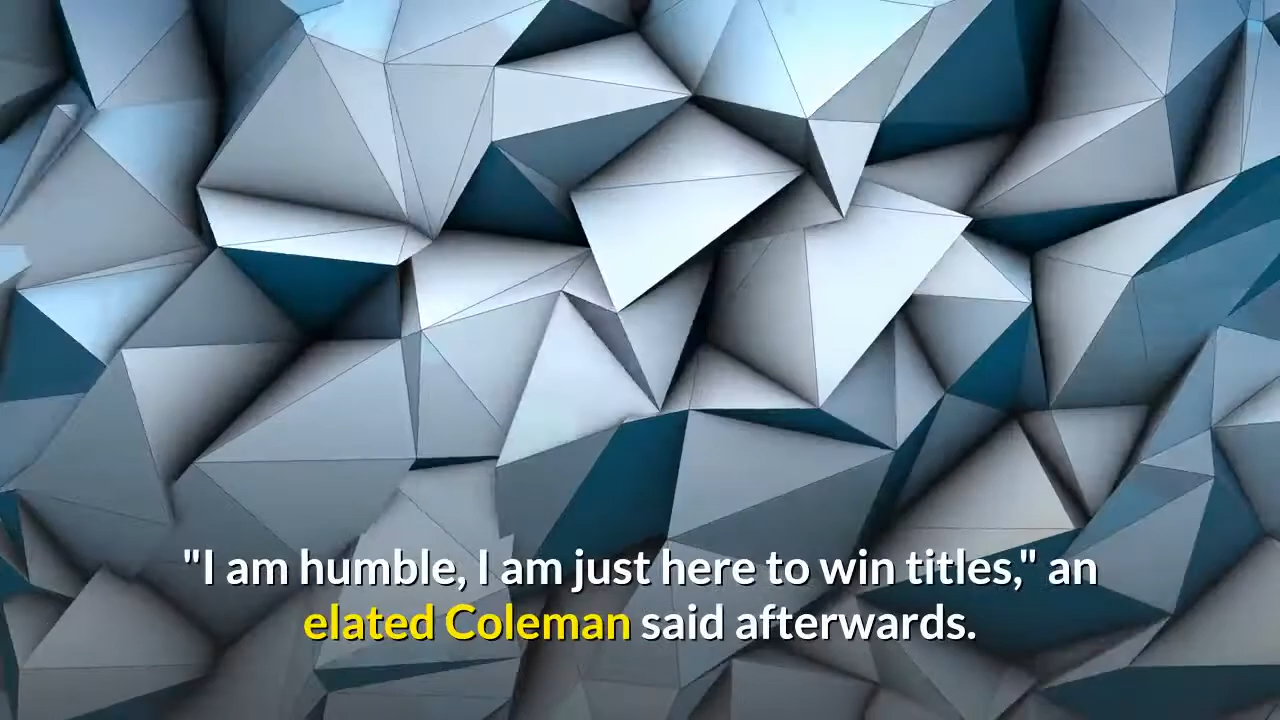 "I am humble, I am just here to win titles," an
elated Coleman said afterwards.